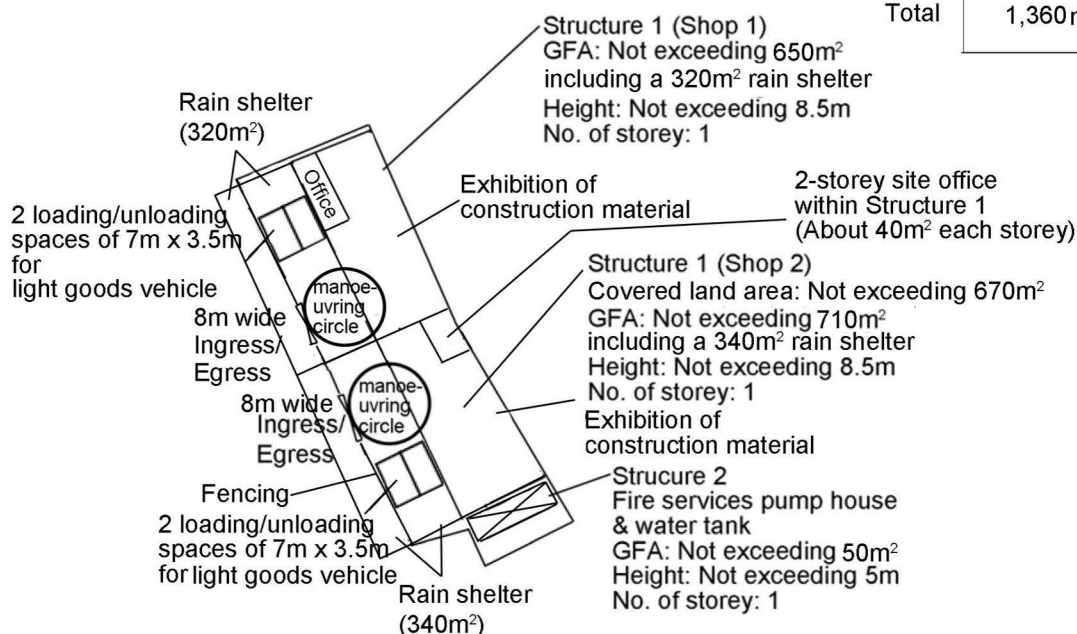 Total 1,360m
Structure 1 (Shop 1)
GFA: Not exceeding 650m²
including a 320m² rain shelter
Height: Not exceeding 8.5m
No. of storey: 1
Rain shelter
(320m²)
Office
Exhibition of
construction material
2-storey site office
within Structure 1
(About 40m² each storey)
2 loading/unloading
spaces of 7m x 3.5m
for
light goods vehicle
manoe-
uvring
circle
8m wide
Ingress/
Egress
Structure 1 (Shop 2)
Covered land area: Not exceeding 670m²
GFA: Not exceeding 710m²
including a 340m² rain shelter
Height: Not exceeding 8.5m
No. of storey: 1
manoe-
uvring
circle
8m wide
Ingress/
Egress
Exhibition of
construction material
Fencing
2 loading/unloading
spaces of 7m x 3.5m
for light goods vehicle
Strucure 2
Fire services pump house
& water tank
GFA: Not exceeding 50m²
Height: Not exceeding 5m
No. of storey: 1
Rain shelter
(340m²)